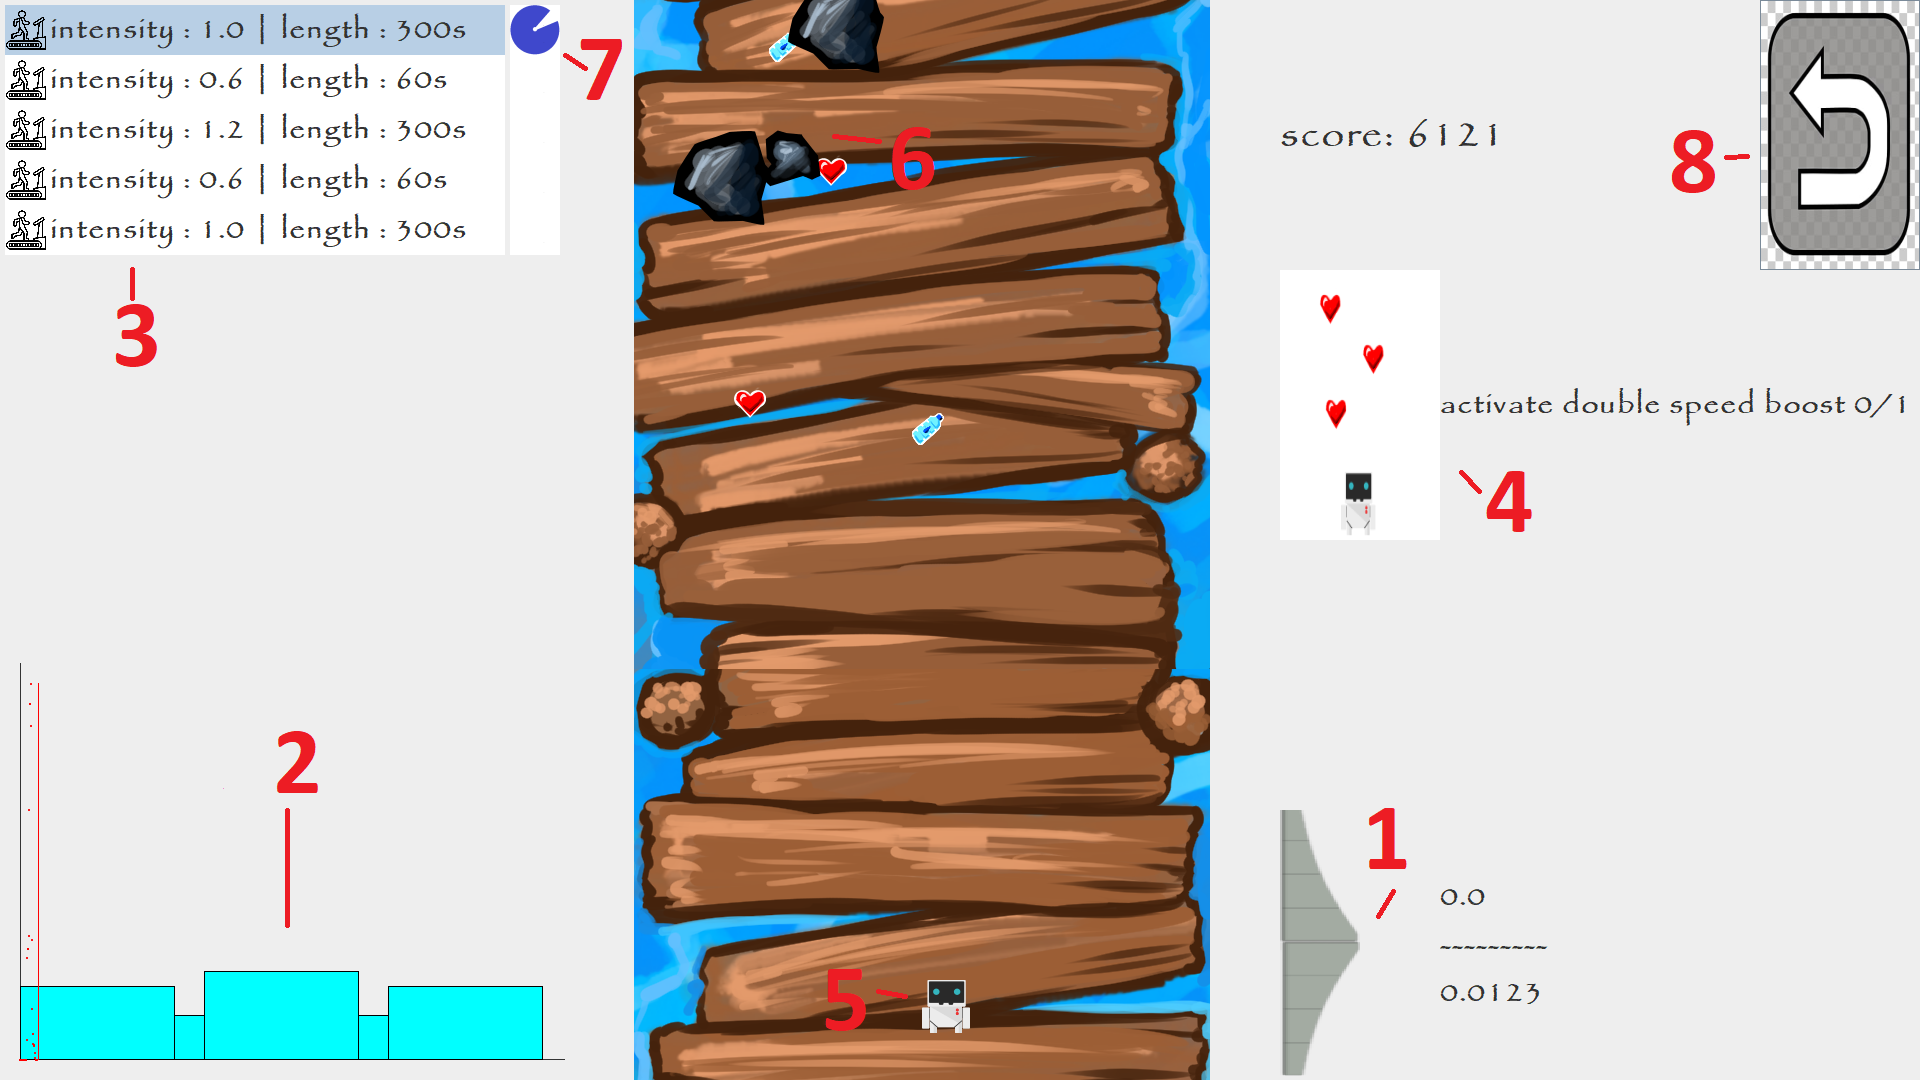 intensity : 1.0 | length : 300s
intensity : 0.6 | length : 60s
intensity : 1.2 | length : 300s
intensity : 0.6 | length : 60s
intensity : 1.0 | length : 300s
7
3
2
6
5
score: 6121
8
activate double speed boost 0/1
4
1
0.0
~~~~~~~~~
0.0123